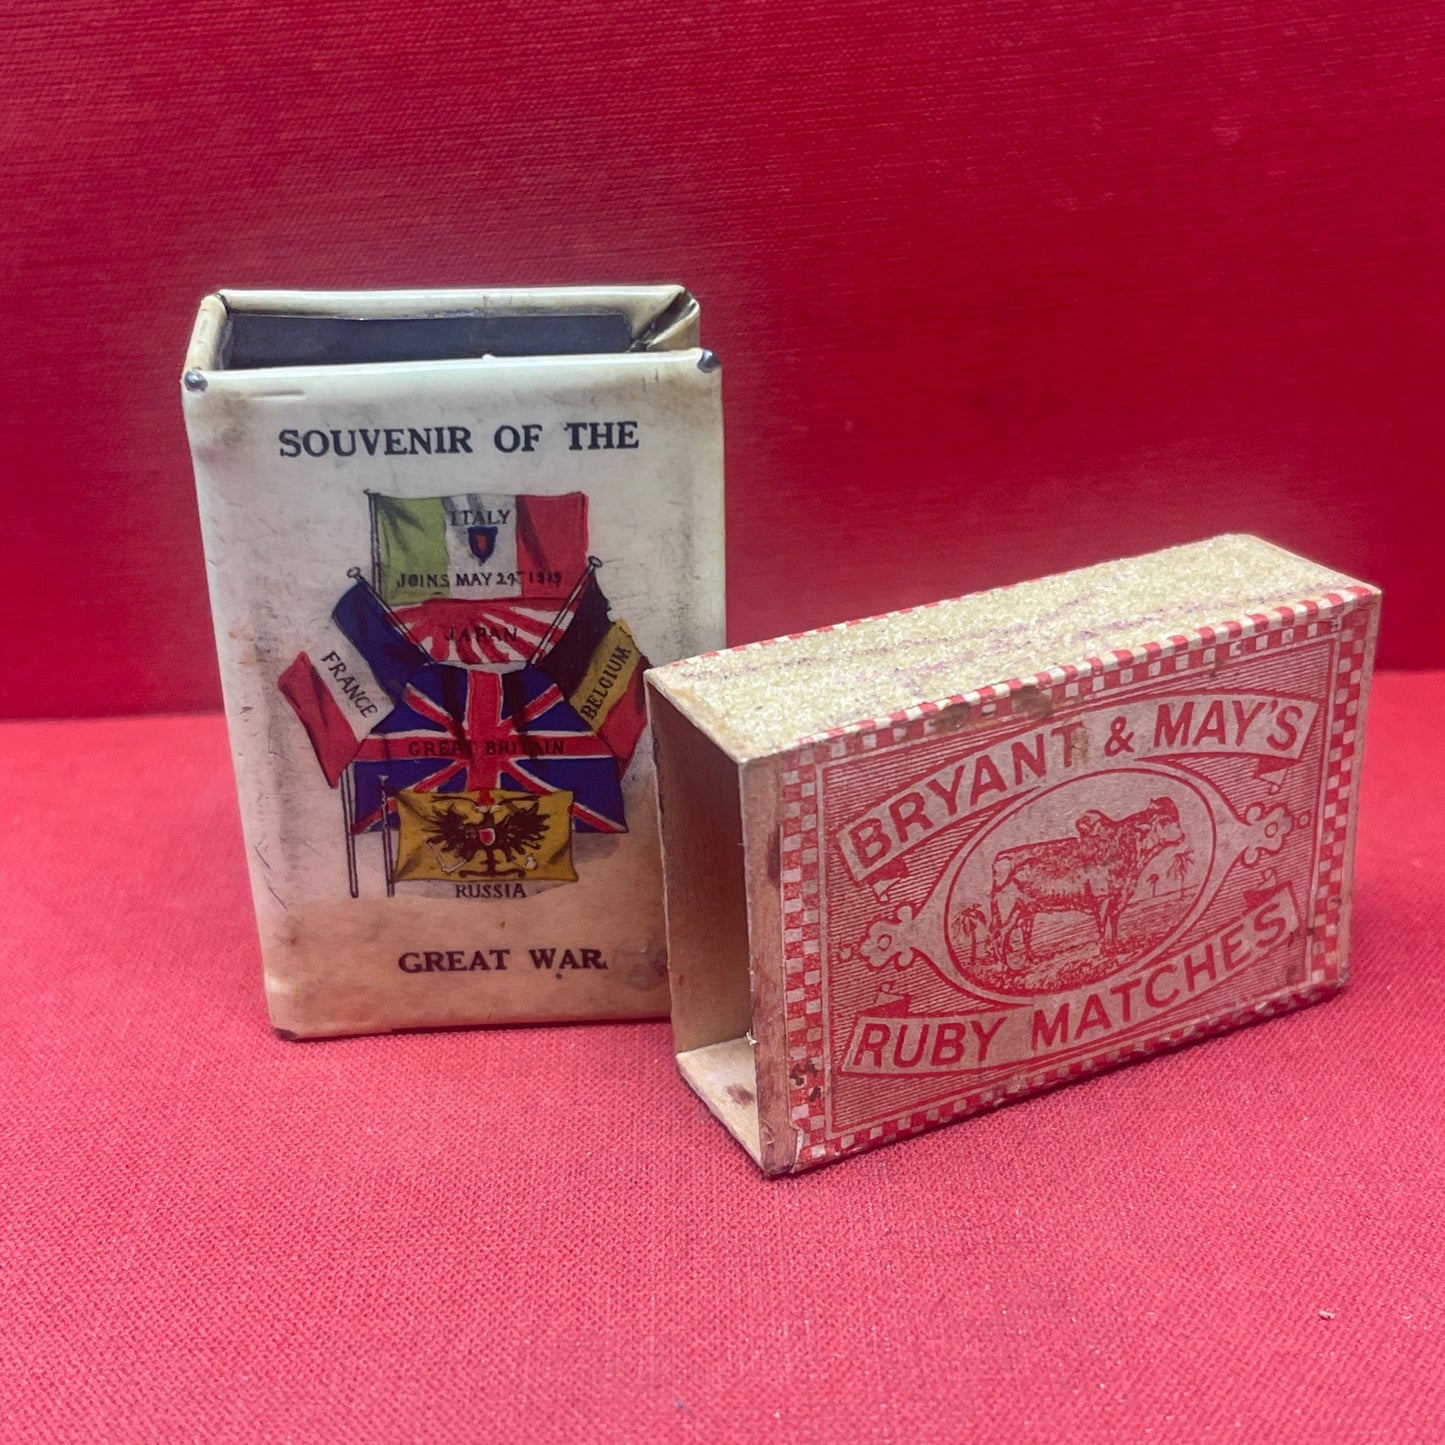 SOUVENIR OF THE
ITALY
JOINS MAY 24T 1915
JAPAN
FRANCE
BELGIUM
GREAT BRITAIN
RUSSIA
GREAT WAR.
BRYANT & MAY'S
RUBY MATCHES